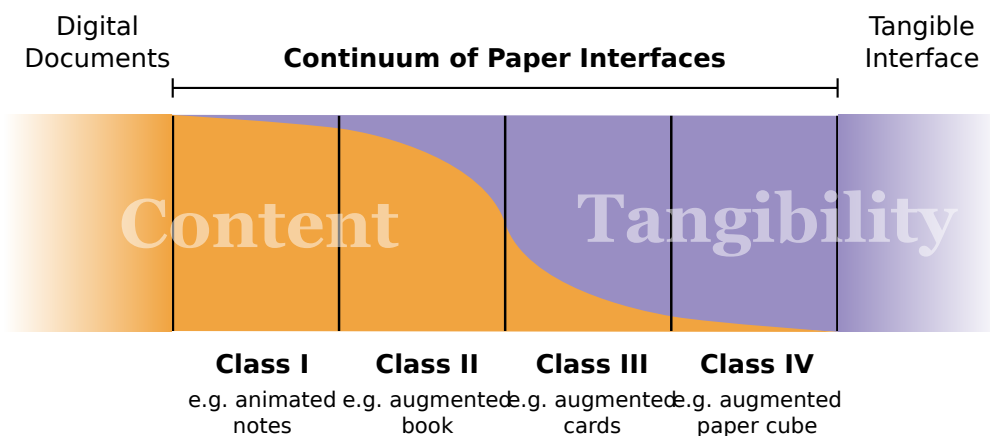 Digital
Documents
Continuum of Paper Interfaces
Tangible
Interface
Content
Tangibility
Class I
e.g. animated
notes
Class II
e.g. augmented
book
Class III
e.g. augmented
cards
Class IV
e.g. augmented
paper cube